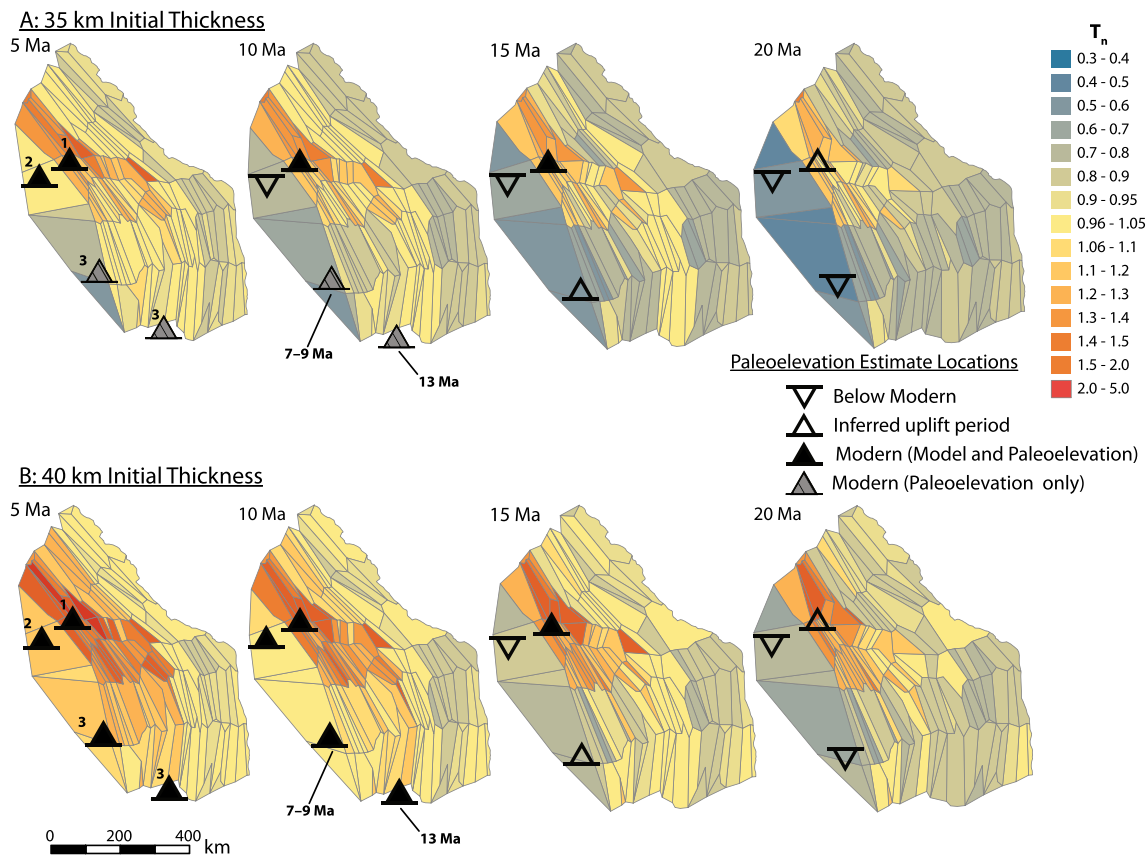 A: 35 km Initial Thickness
5 Ma
10 Ma
15 Ma
20 Ma
1
2
3
3
7–9 Ma
13 Ma
Tn
0.3 - 0.4
0.4 - 0.5
0.5 - 0.6
0.6 - 0.7
0.7 - 0.8
0.8 - 0.9
0.9 - 0.95
0.96 - 1.05
1.06 - 1.1
1.1 - 1.2
1.2 - 1.3
1.3 - 1.4
1.4 - 1.5
1.5 - 2.0
2.0 - 5.0
Paleoelevation Estimate Locations
Below Modern
Inferred uplift period
Modern (Model and Paleoelevation)
Modern (Paleoelevation only)
B: 40 km Initial Thickness
5 Ma
10 Ma
15 Ma
20 Ma
1
2
3
3
7–9 Ma
13 Ma
0 200 400 km